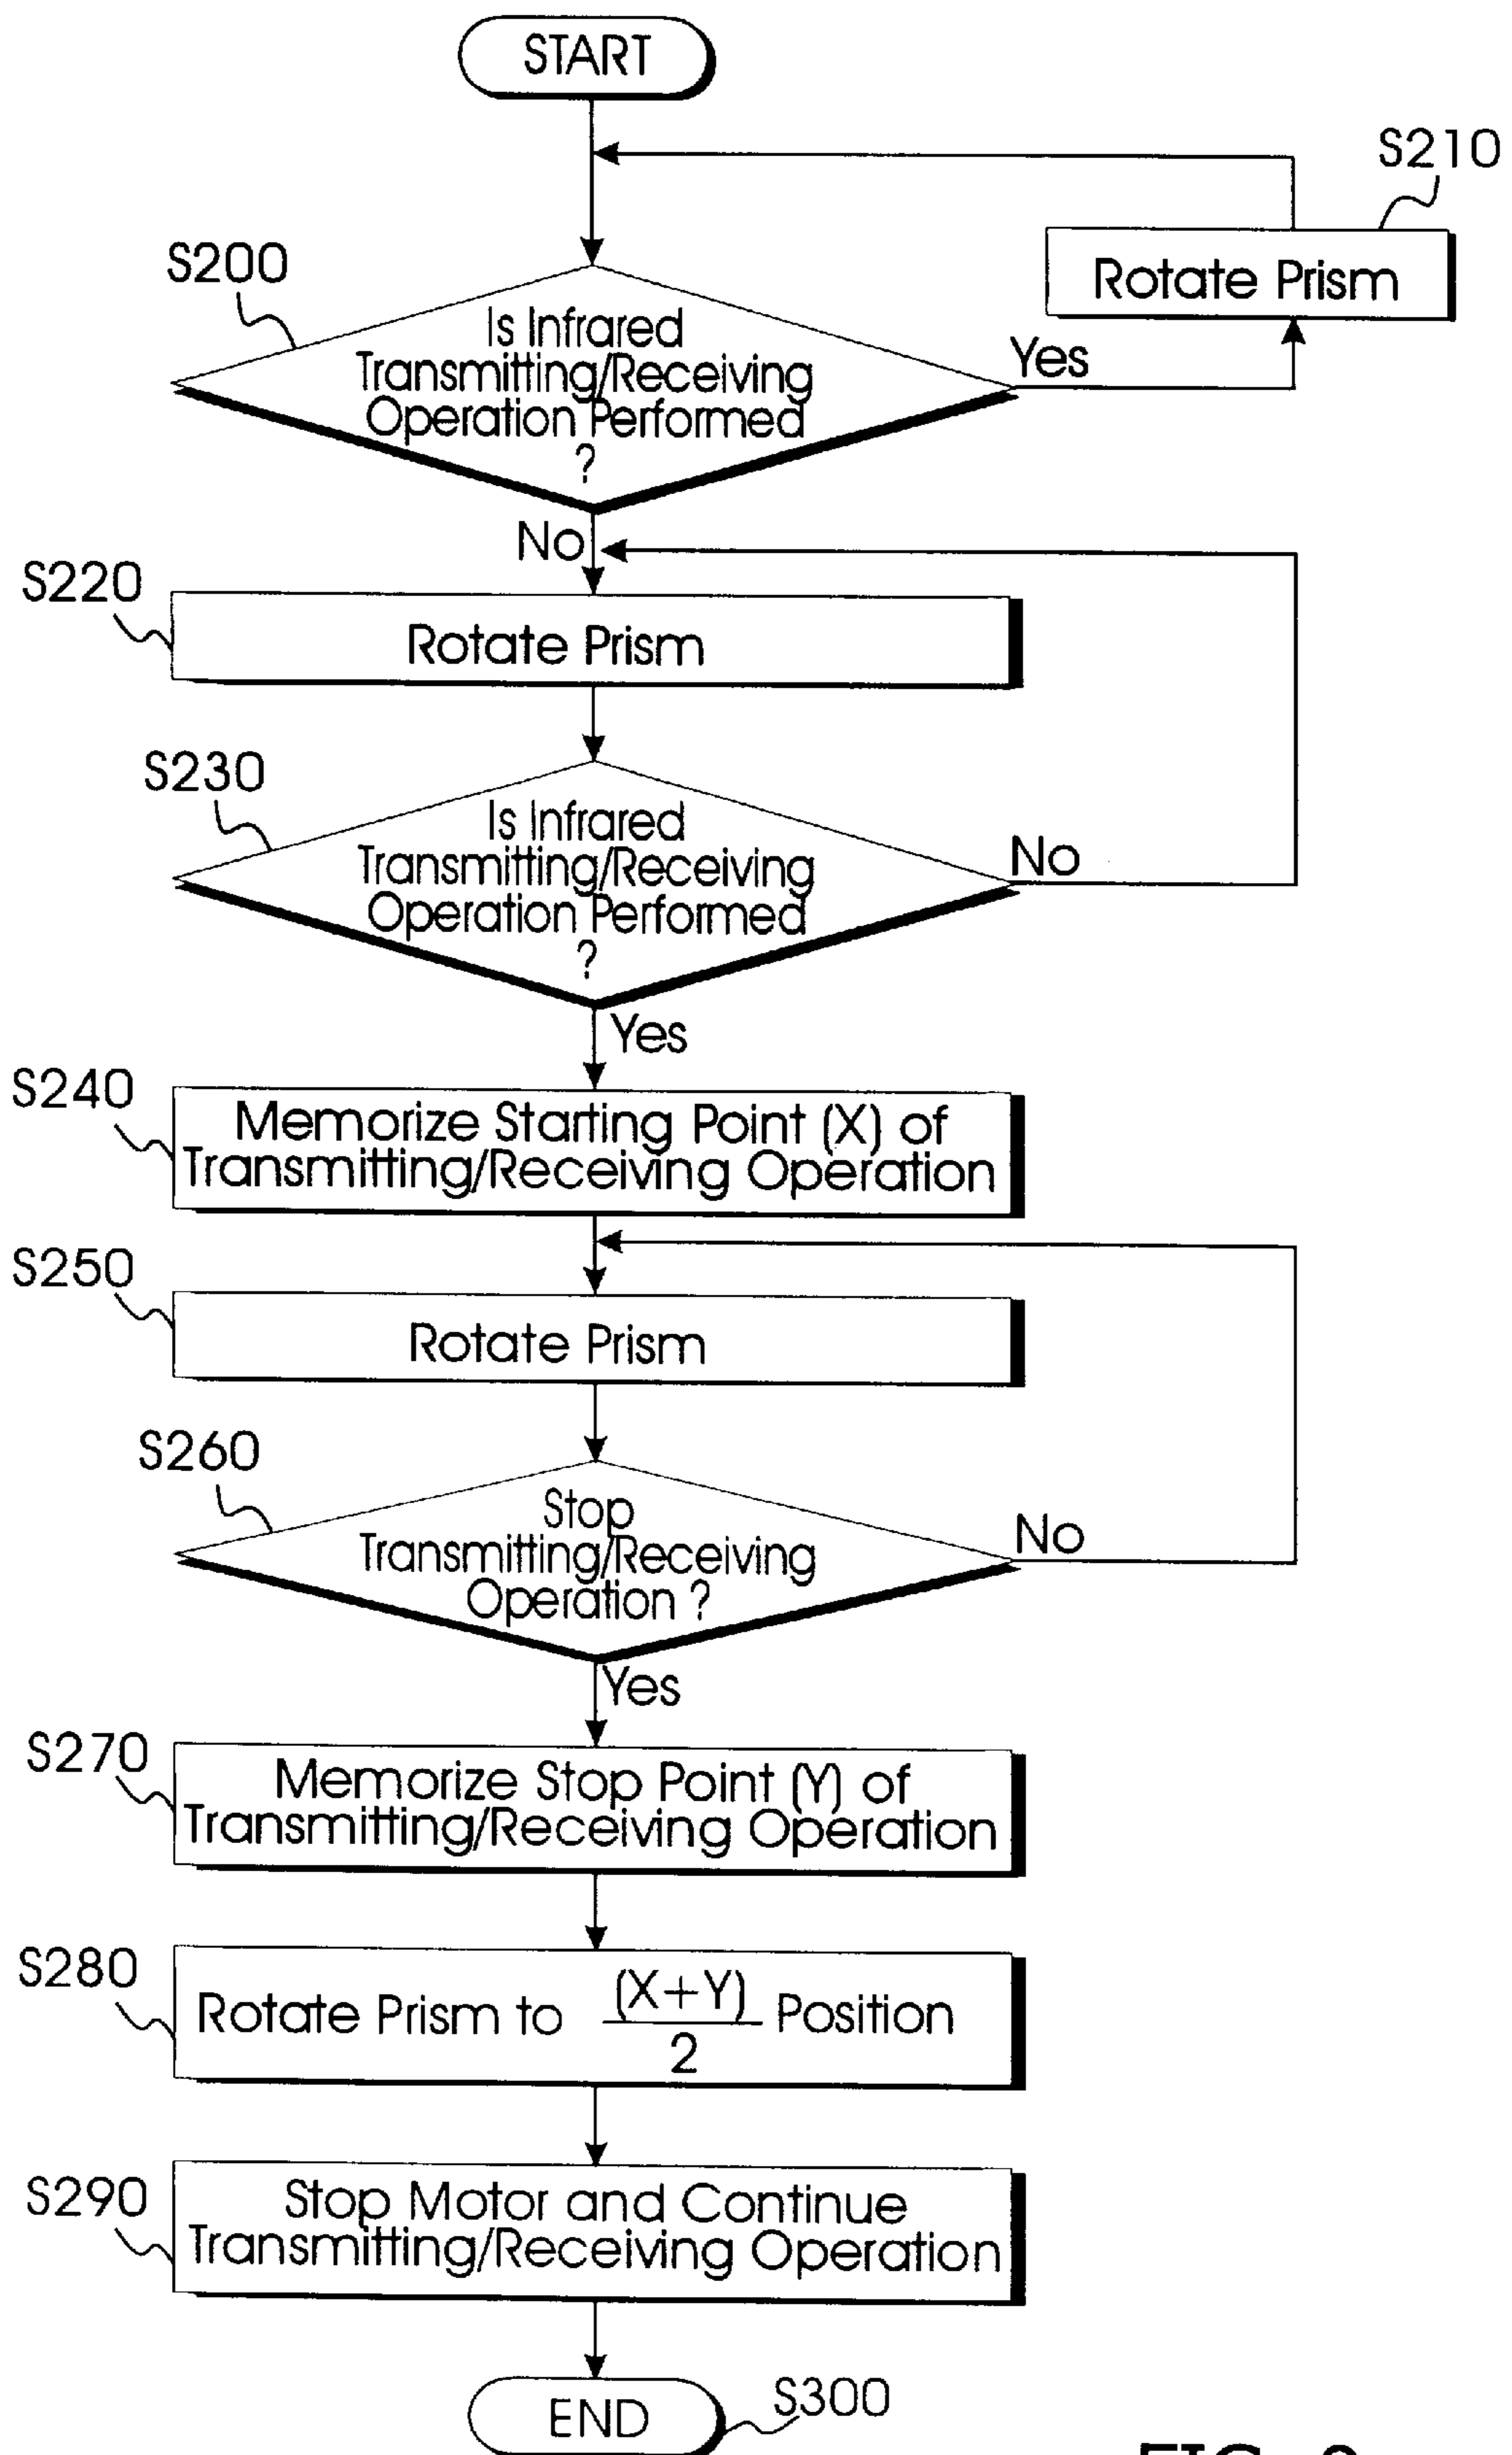 START
S210
Rotate Prism
S200
Is Infrared
Transmitting/Receiving
Operation Performed
?
Yes
No
S220
Rotate Prism
S230
Is Infrared
Transmitting/Receiving
Operation Performed
?
No
Yes
S240
Memorize Starting Point (X) of
Transmitting/Receiving Operation
S250
Rotate Prism
S260
Stop
Transmitting/Receiving
Operation ?
No
Yes
S270
Memorize Stop Point (Y) of
Transmitting/Receiving Operation
S280
Rotate Prism to (X+Y)/2 Position
S290
Stop Motor and Continue
Transmitting/Receiving Operation
END
S300